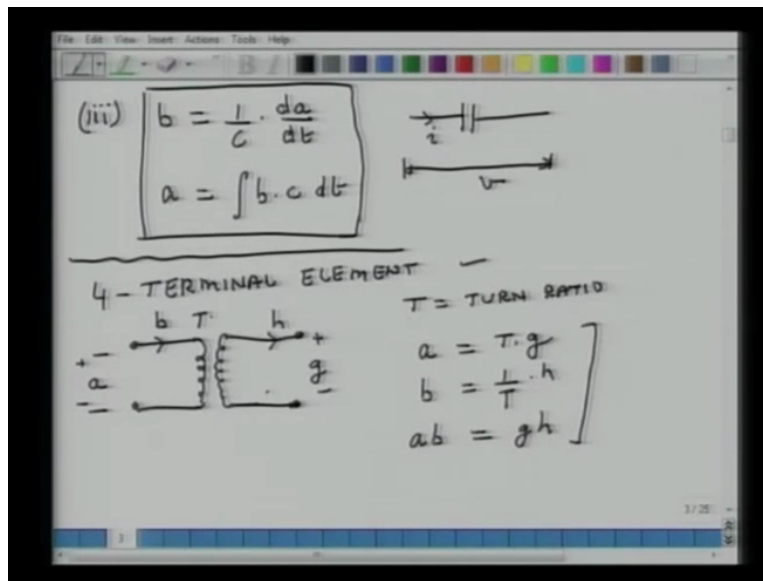 File Edit View Insert Actions Tools Help
B I
(iii) b = 1/c · da/dt
i
a = ∫ b · c dt
v
4 - TERMINAL ELEMENT
T = TURN RATIO
b T h
+ - a - -
+ g -
a = T · g
b = 1/T · h
ab = gh
3 / 25
3